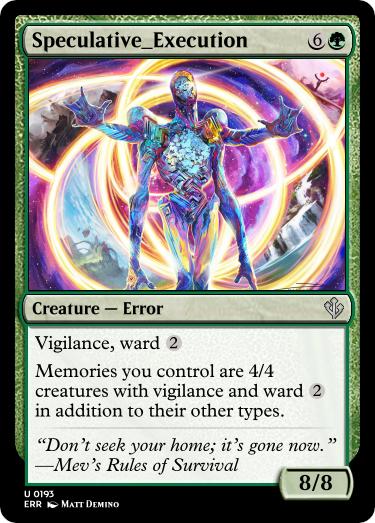 Speculative_Execution 6
Creature — Error
Vigilance, ward 2
Memories you control are 4/4
creatures with vigilance and ward 2
in addition to their other types.
“Don’t seek your home; it’s gone now.”
—Mev’s Rules of Survival
8/8
U 0193
ERR Matt Demino